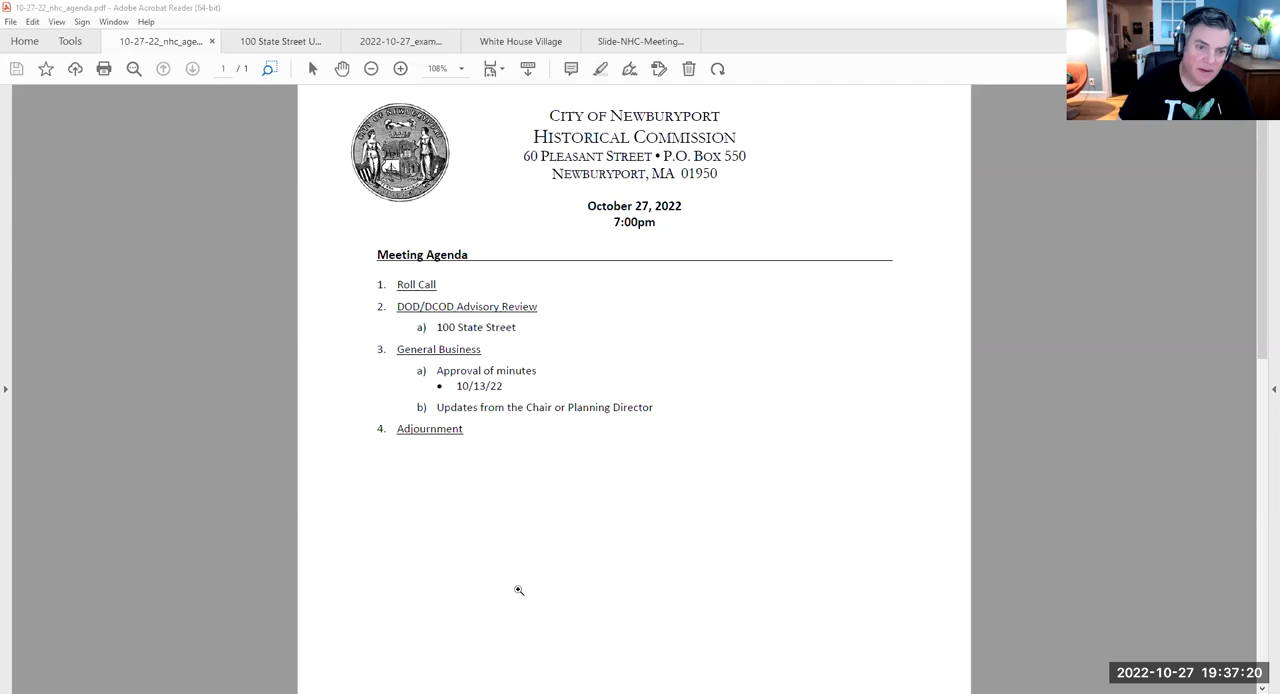 10-27-22_nhc_agenda.pdf - Adobe Acrobat Reader (64-bit)
File Edit View Sign Window Help
Home Tools 10-27-22_nhc_age... × 100 State Street U... 2022-10-27_exam... White House Village Slide-NHC-Meeting...
1 / 1 108%
CITY OF NEWBURYPORT
HISTORICAL COMMISSION
60 PLEASANT STREET • P.O. BOX 550
NEWBURYPORT, MA 01950
October 27, 2022
7:00pm
Meeting Agenda
1. Roll Call
2. DOD/DCOD Advisory Review
a) 100 State Street
3. General Business
a) Approval of minutes
• 10/13/22
b) Updates from the Chair or Planning Director
4. Adjournment
2022-10-27 19:37:20